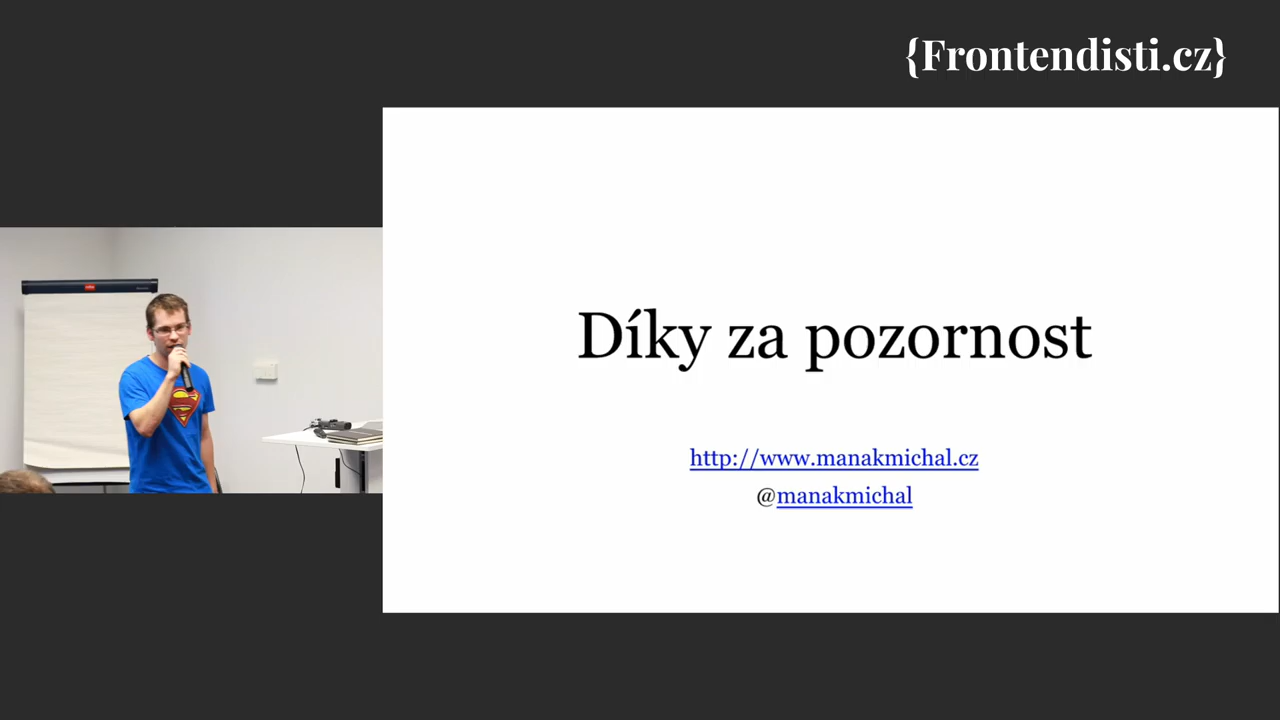 {Frontendisti.cz}
Díky za pozornost
http://www.manakmichal.cz
@manakmichal